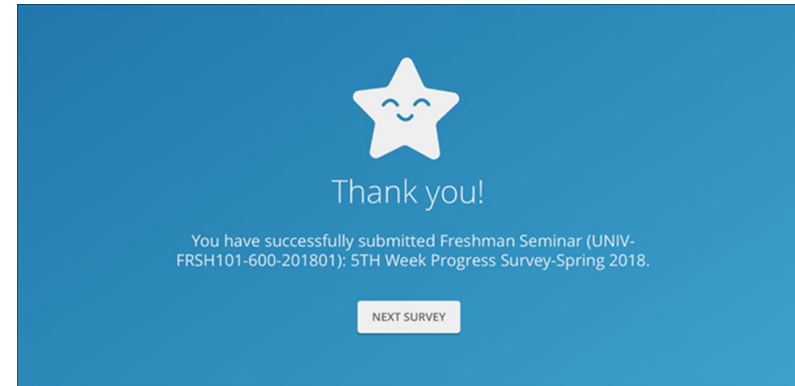 Thank you!
You have successfully submitted Freshman Seminar (UNIV-
FRSH101-600-201801): 5TH Week Progress Survey-Spring 2018.
NEXT SURVEY